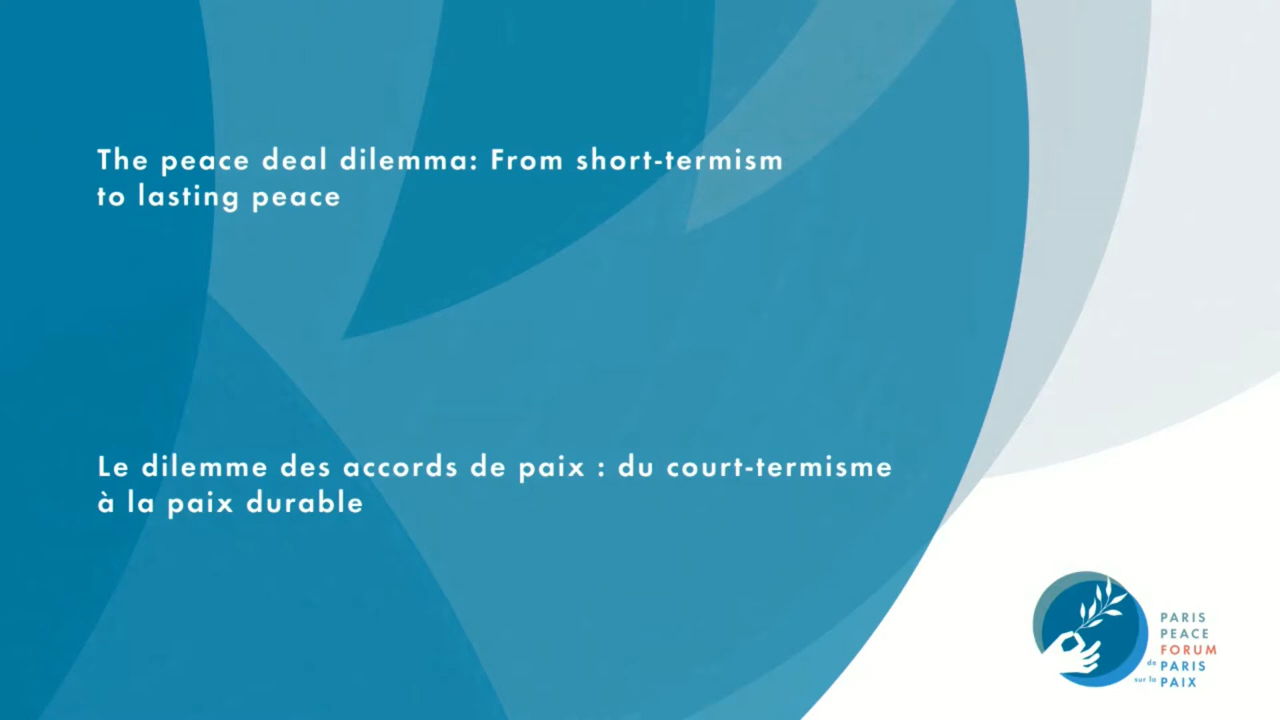 The peace deal dilemma: From short-termism
to lasting peace
Le dilemme des accords de paix : du court-termisme
à la paix durable
PARIS
PEACE
FORUM
de PARIS
sur la PAIX